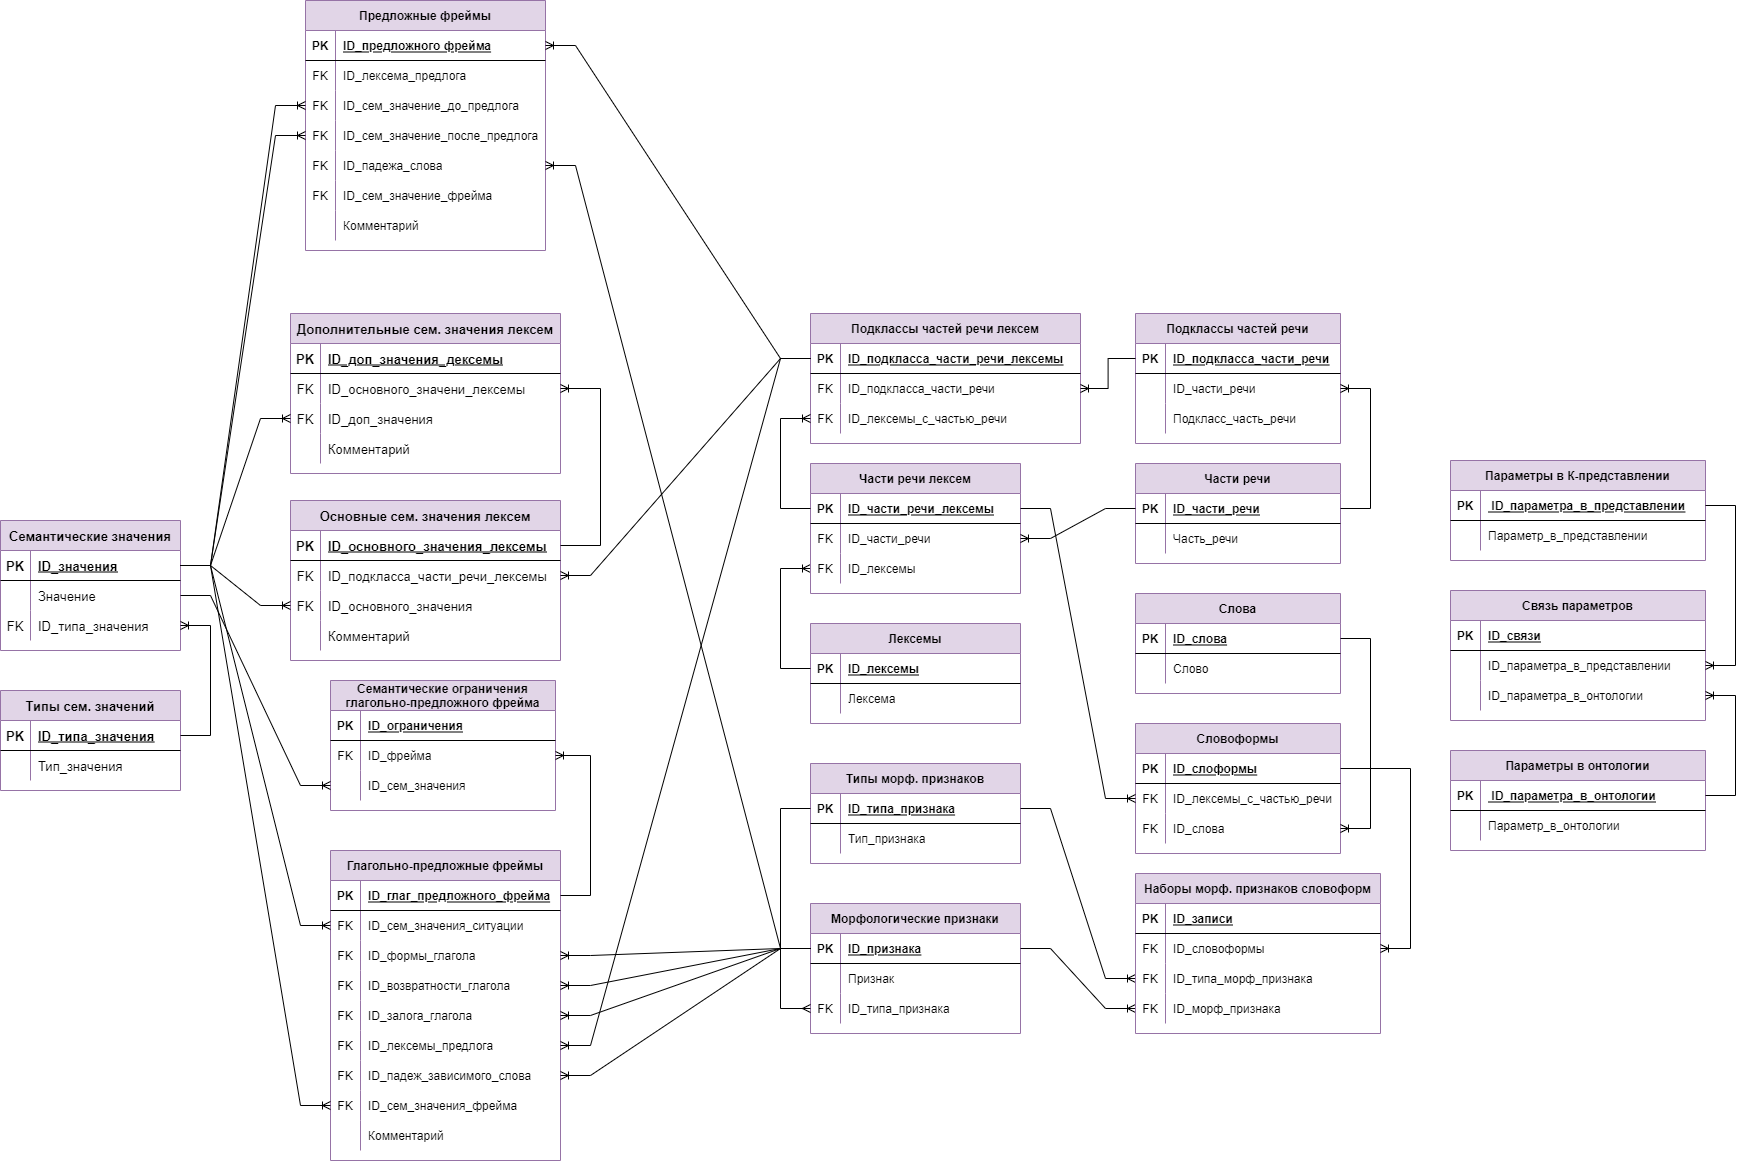 Предложные фреймы
PK ID_предложного фрейма
FK ID_лексема_предлога
FK ID_сем_значение_до_предлога
FK ID_сем_значение_после_предлога
FK ID_падежа_слова
FK ID_сем_значение_фрейма
Комментарий
Дополнительные сем. значения лексем
PK ID_доп_значения_дексемы
FK ID_основного_значени_лексемы
FK ID_доп_значения
Комментарий
Основные сем. значения лексем
PK ID_основного_значения_лексемы
FK ID_подкласса_части_речи_лексемы
FK ID_основного_значения
Комментарий
Семантические значения
PK ID_значения
Значение
FK ID_типа_значения
Типы сем. значений
PK ID_типа_значения
Тип_значения
Семантические ограничения
глагольно-предложного фрейма
PK ID_ограничения
FK ID_фрейма
ID_сем_значения
Глагольно-предложные фреймы
PK ID_глаг_предложного_фрейма
FK ID_сем_значения_ситуации
FK ID_формы_глагола
FK ID_возвратности_глагола
FK ID_залога_глагола
FK ID_лексемы_предлога
FK ID_падеж_зависимого_слова
FK ID_сем_значения_фрейма
Комментарий
Подклассы частей речи лексем
PK ID_подкласса_части_речи_лексемы
FK ID_подкласса_части_речи
FK ID_лексемы_с_частью_речи
Части речи лексем
PK ID_части_речи_лексемы
FK ID_части_речи
FK ID_лексемы
Лексемы
PK ID_лексемы
Лексема
Типы морф. признаков
PK ID_типа_признака
Тип_признака
Морфологические признаки
PK ID_признака
Признак
FK ID_типа_признака
Подклассы частей речи
PK ID_подкласса_части_речи
ID_части_речи
Подкласс_часть_речи
Части речи
PK ID_части_речи
Часть_речи
Слова
PK ID_слова
Слово
Словоформы
PK ID_слоформы
FK ID_лексемы_с_частью_речи
FK ID_слова
Наборы морф. признаков словоформ
PK ID_записи
FK ID_словоформы
FK ID_типа_морф_признака
FK ID_морф_признака
Параметры в К-представлении
PK ID_параметра_в_представлении
Параметр_в_представлении
Связь параметров
PK ID_связи
ID_параметра_в_представлении
ID_параметра_в_онтологии
Параметры в онтологии
PK ID_параметра_в_онтологии
Параметр_в_онтологии